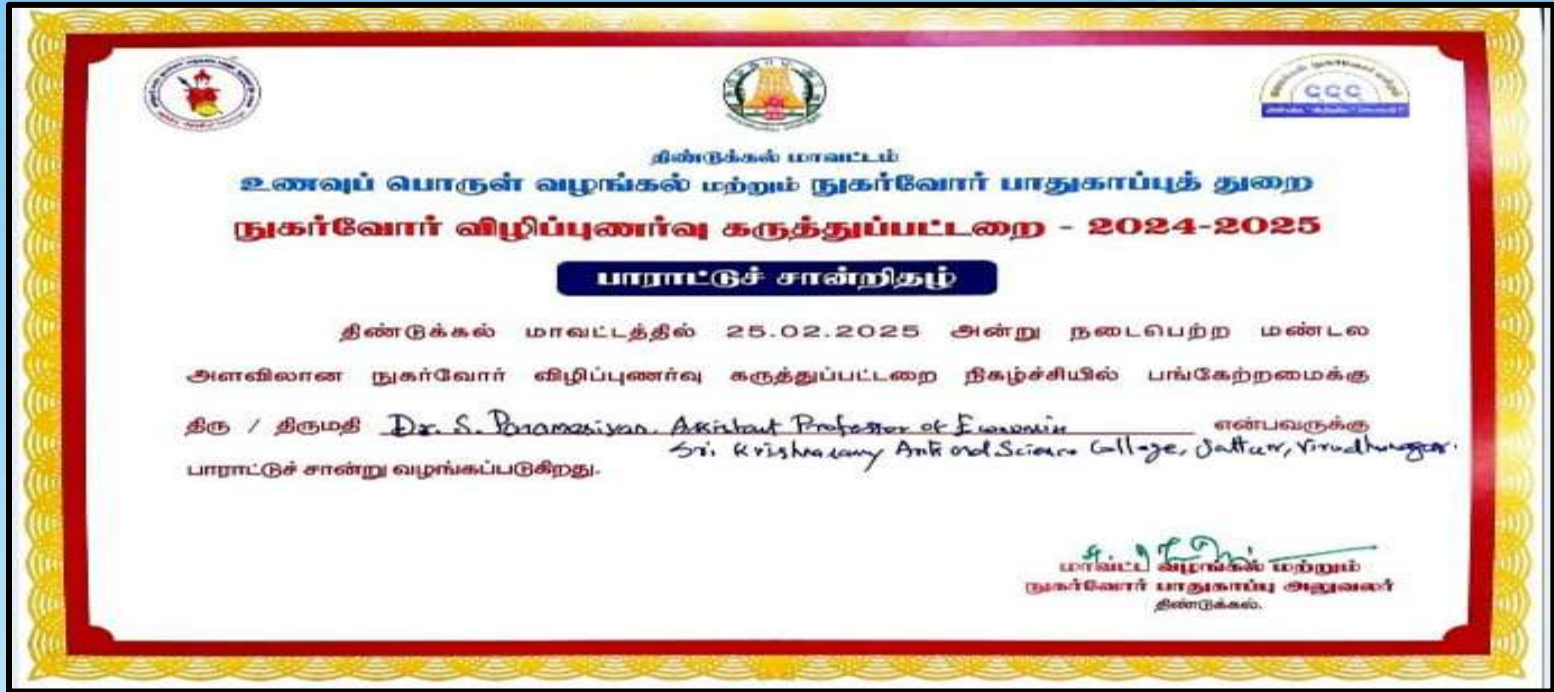 திண்டுக்கல் மாவட்டம்
உணவுப் பொருள் வழங்கல் மற்றும் நுகர்வோர் பாதுகாப்புத் துறை
நுகர்வோர் விழிப்புணர்வு கருத்துப்பட்டறை - 2024-2025
பாராட்டுச் சான்றிதழ்
திண்டுக்கல் மாவட்டத்தில் 25.02.2025 அன்று நடைபெற்ற மண்டல
அளவிலான நுகர்வோர் விழிப்புணர்வு கருத்துப்பட்டறை நிகழ்ச்சியில் பங்கேற்றமைக்கு
திரு / திருமதி Dr. S. Assistant Professor of Economics என்பவருக்கு
Sri. Krishnasamy Arts and Science College, Sattur, Virudhunagar.
பாராட்டுச் சான்று வழங்கப்படுகிறது.
மாவட்ட வழங்கல் மற்றும்
நுகர்வோர் பாதுகாப்பு அலுவலர்
திண்டுக்கல்.